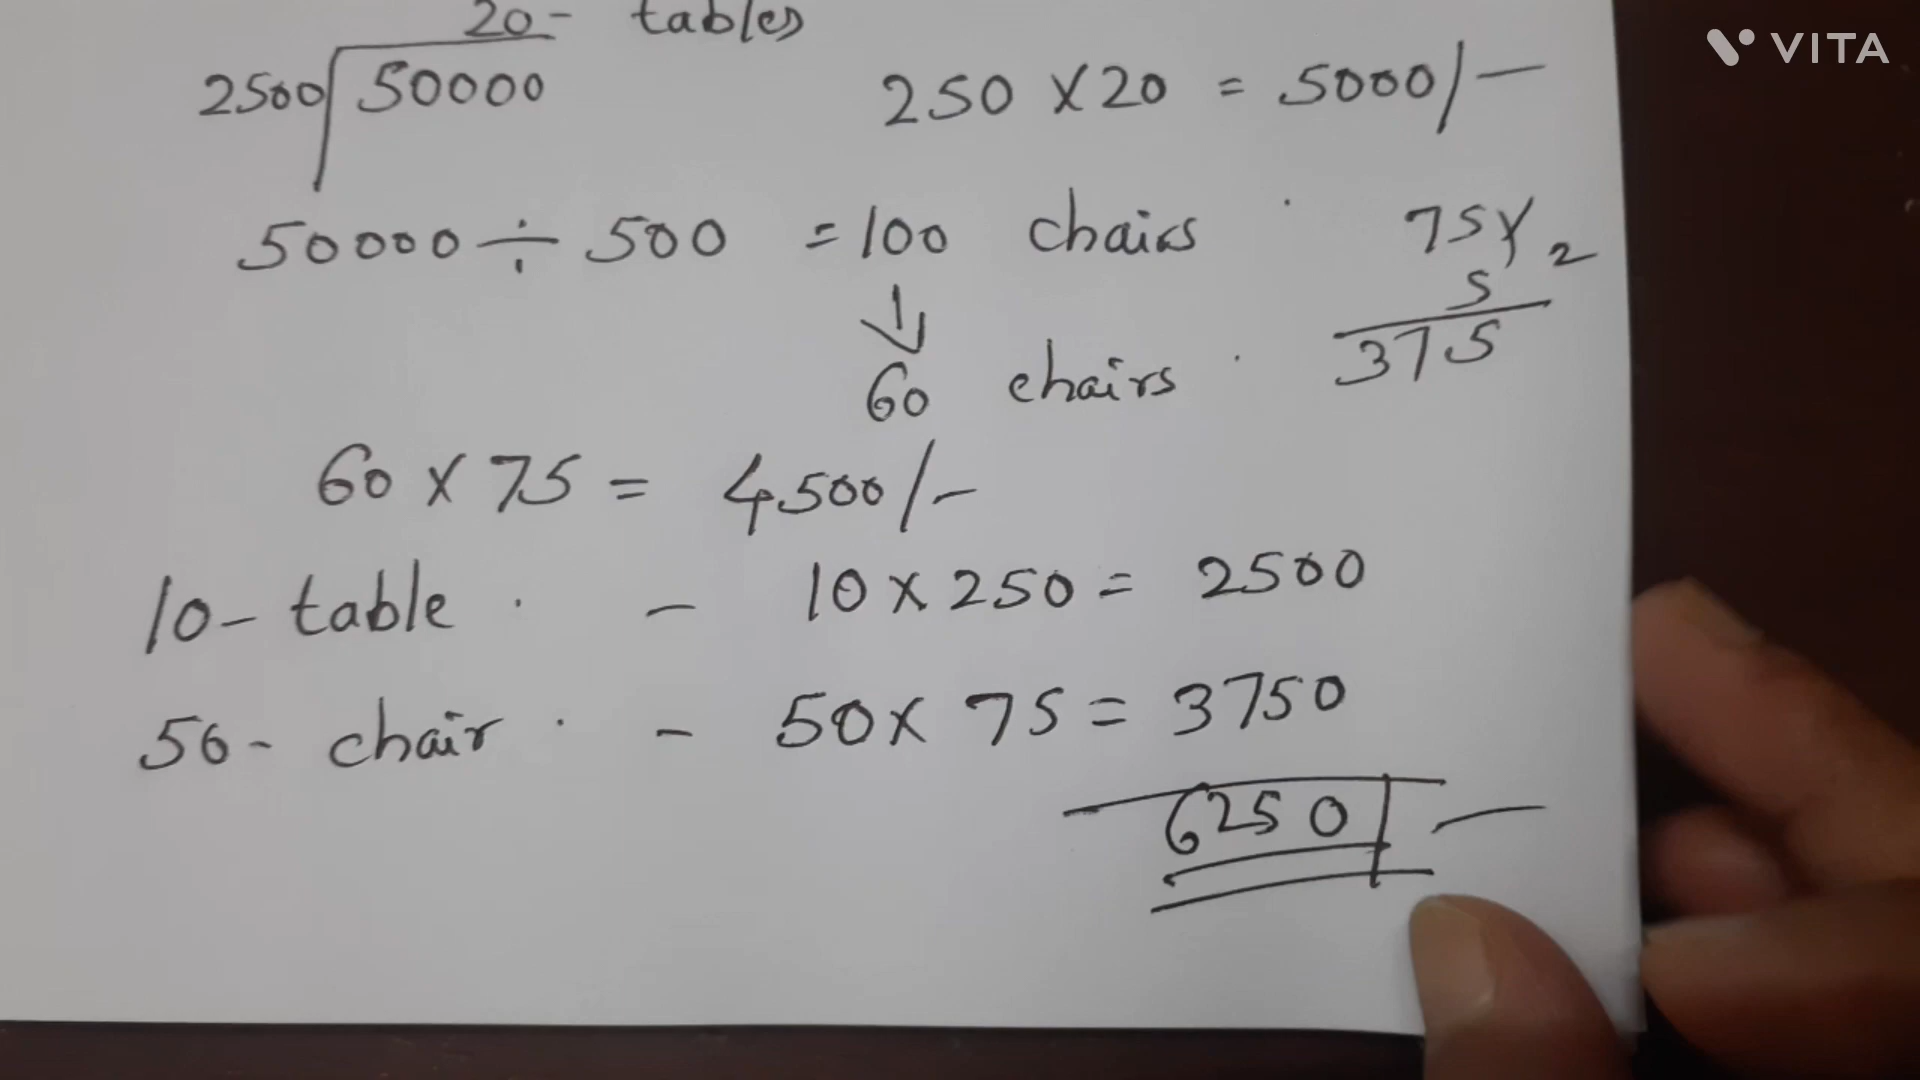 20- tables
2500 50000
250 X 20 = 5000/-
50000 ÷ 500 = 100 chairs
75X
2
5
375
↓
60 chairs
60 X 75 = 4500/-
10- table - 10 X 250 = 2500
50- chair - 50 X 75 = 3750
6250/-
VITA